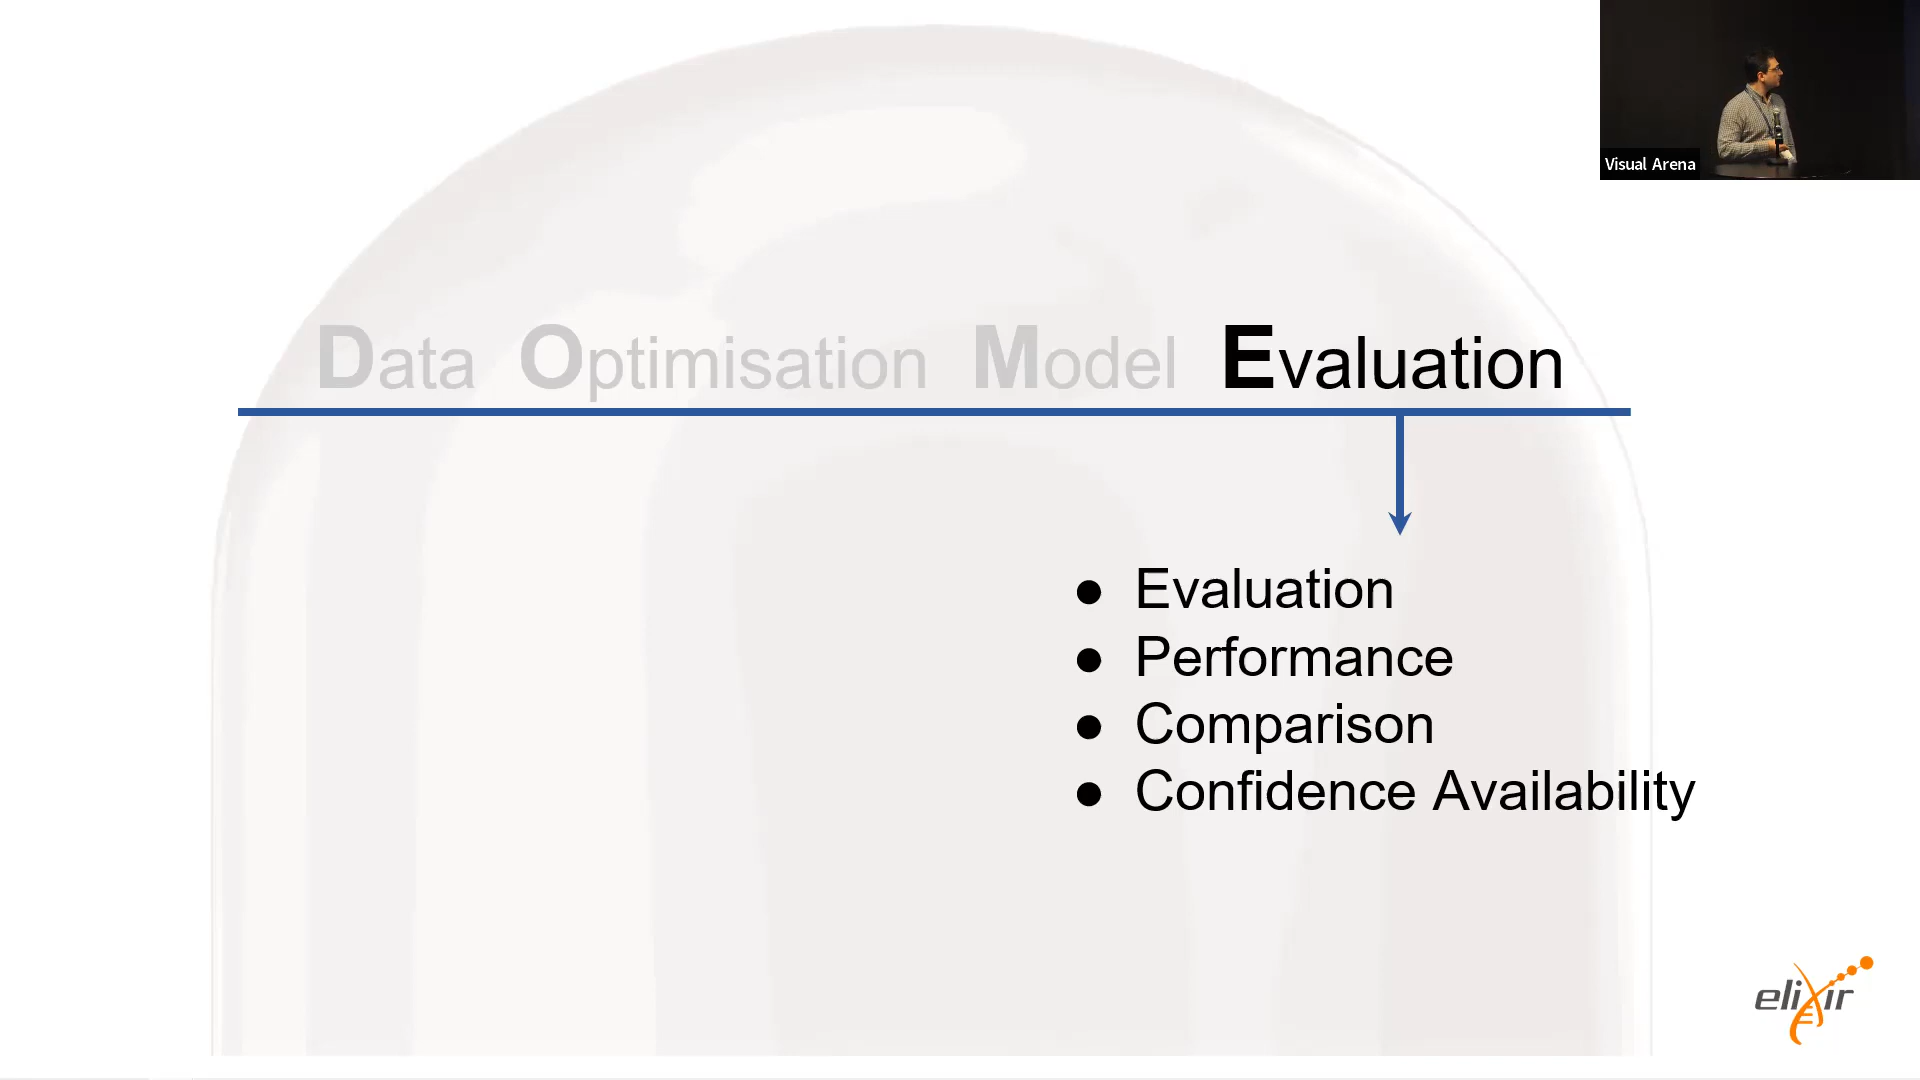 Visual Arena
Data Optimisation Model Evaluation
● Evaluation
● Performance
● Comparison
● Confidence Availability
elixir